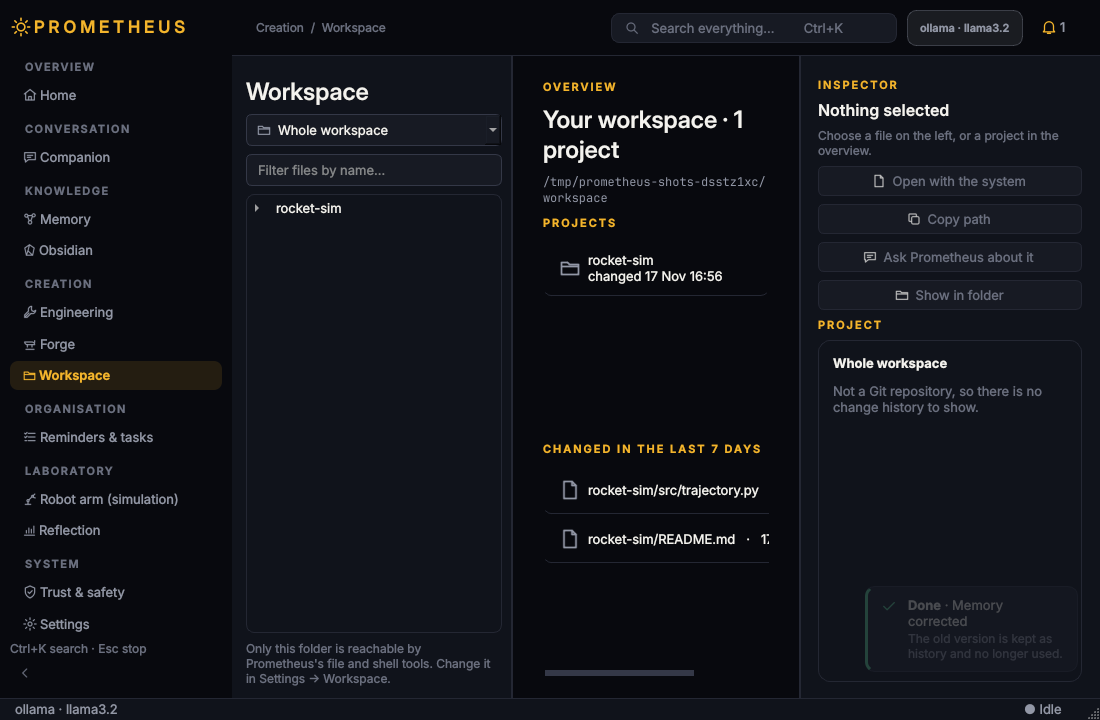 PROMETHEUS
OVERVIEW
Home
CONVERSATION
Companion
KNOWLEDGE
Memory
Obsidian
CREATION
Engineering
Forge
Workspace
ORGANISATION
Reminders & tasks
LABORATORY
Robot arm (simulation)
Reflection
SYSTEM
Trust & safety
Settings
Ctrl+K search · Esc stop
Creation / Workspace
Search everything... Ctrl+K
ollama · llama3.2
1
Workspace
Whole workspace
Filter files by name...
rocket-sim
Only this folder is reachable by
Prometheus's file and shell tools. Change it
in Settings → Workspace.
OVERVIEW
Your workspace · 1
project
/tmp/prometheus-shots-dsstz1xc/
workspace
PROJECTS
rocket-sim
changed 17 Nov 16:56
CHANGED IN THE LAST 7 DAYS
rocket-sim/src/trajectory.py
rocket-sim/README.md ·
INSPECTOR
Nothing selected
Choose a file on the left, or a project in the
overview.
Open with the system
Copy path
Ask Prometheus about it
Show in folder
PROJECT
Whole workspace
Not a Git repository, so there is no
change history to show.
Done · Memory
corrected
The old version is kept as
history and no longer used.
ollama · llama3.2
Idle